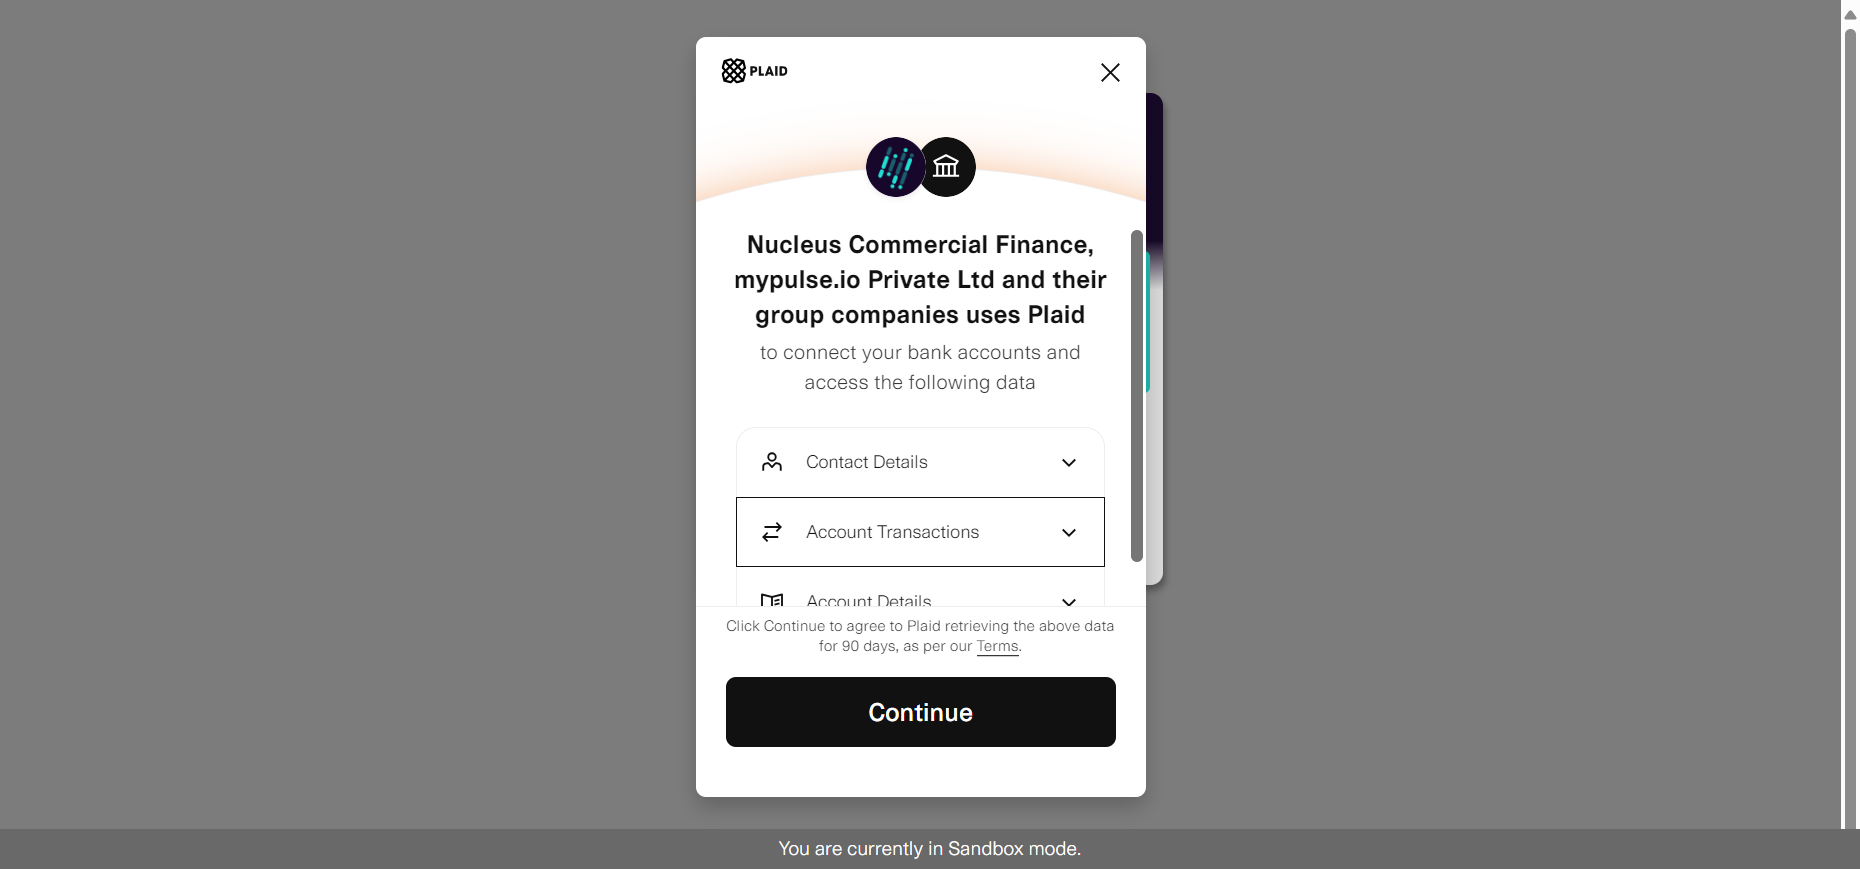 PLAID
Nucleus Commercial Finance,
mypulse.io Private Ltd and their
group companies uses Plaid
to connect your bank accounts and
access the following data
Contact Details
Account Transactions
Account Details
Click Continue to agree to Plaid retrieving the above data
for 90 days, as per our Terms.
Continue
You are currently in Sandbox mode.